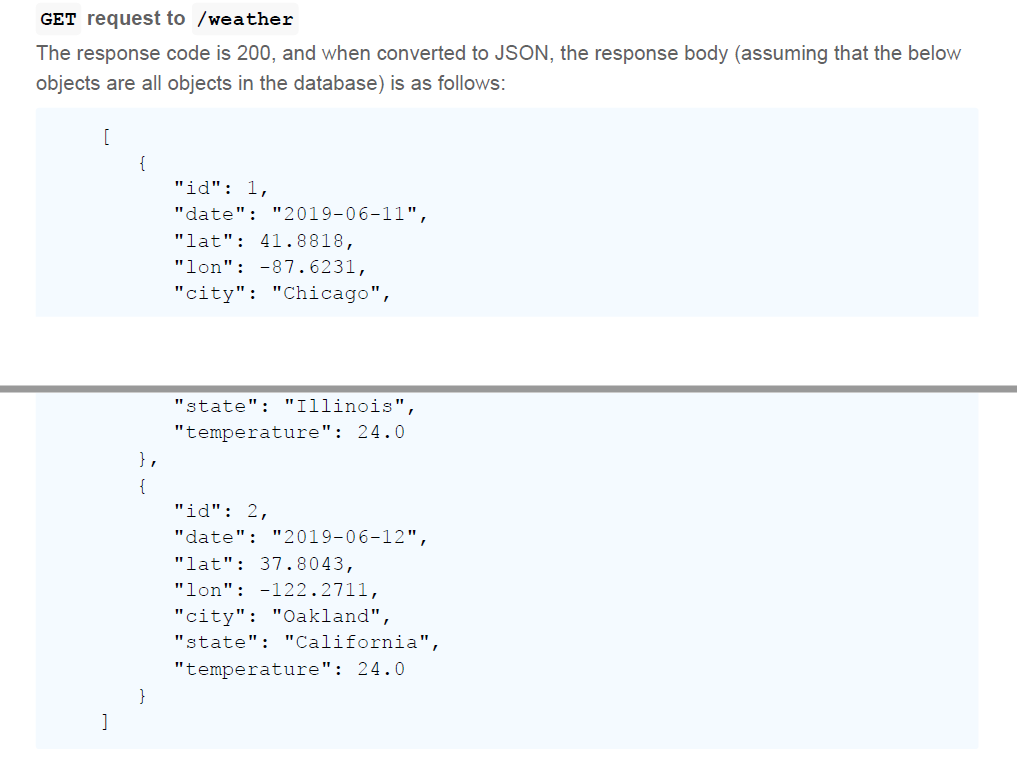 GET request to /weather
The response code is 200, and when converted to JSON, the response body (assuming that the below
objects are all objects in the database) is as follows:
[
{
"id": 1,
"date": "2019-06-11",
"lat": 41.8818,
"lon": -87.6231,
"city": "Chicago",
"state": "Illinois",
"temperature": 24.0
},
{
"id": 2,
"date": "2019-06-12",
"lat": 37.8043,
"lon": -122.2711,
"city": "Oakland",
"state": "California",
"temperature": 24.0
}
]